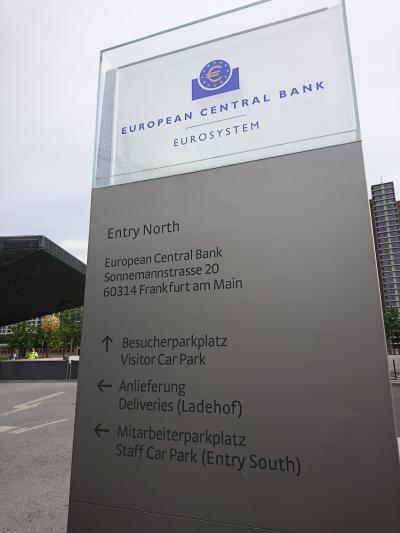 EUROPEAN CENTRAL BANK
EUROSYSTEM
Entry North
European Central Bank
Sonnemannstrasse 20
60314 Frankfurt am Main
↑ Besucherparkplatz
Visitor Car Park
← Anlieferung
Deliveries (Ladehof)
← Mitarbeiterparkplatz
Staff Car Park (Entry South)